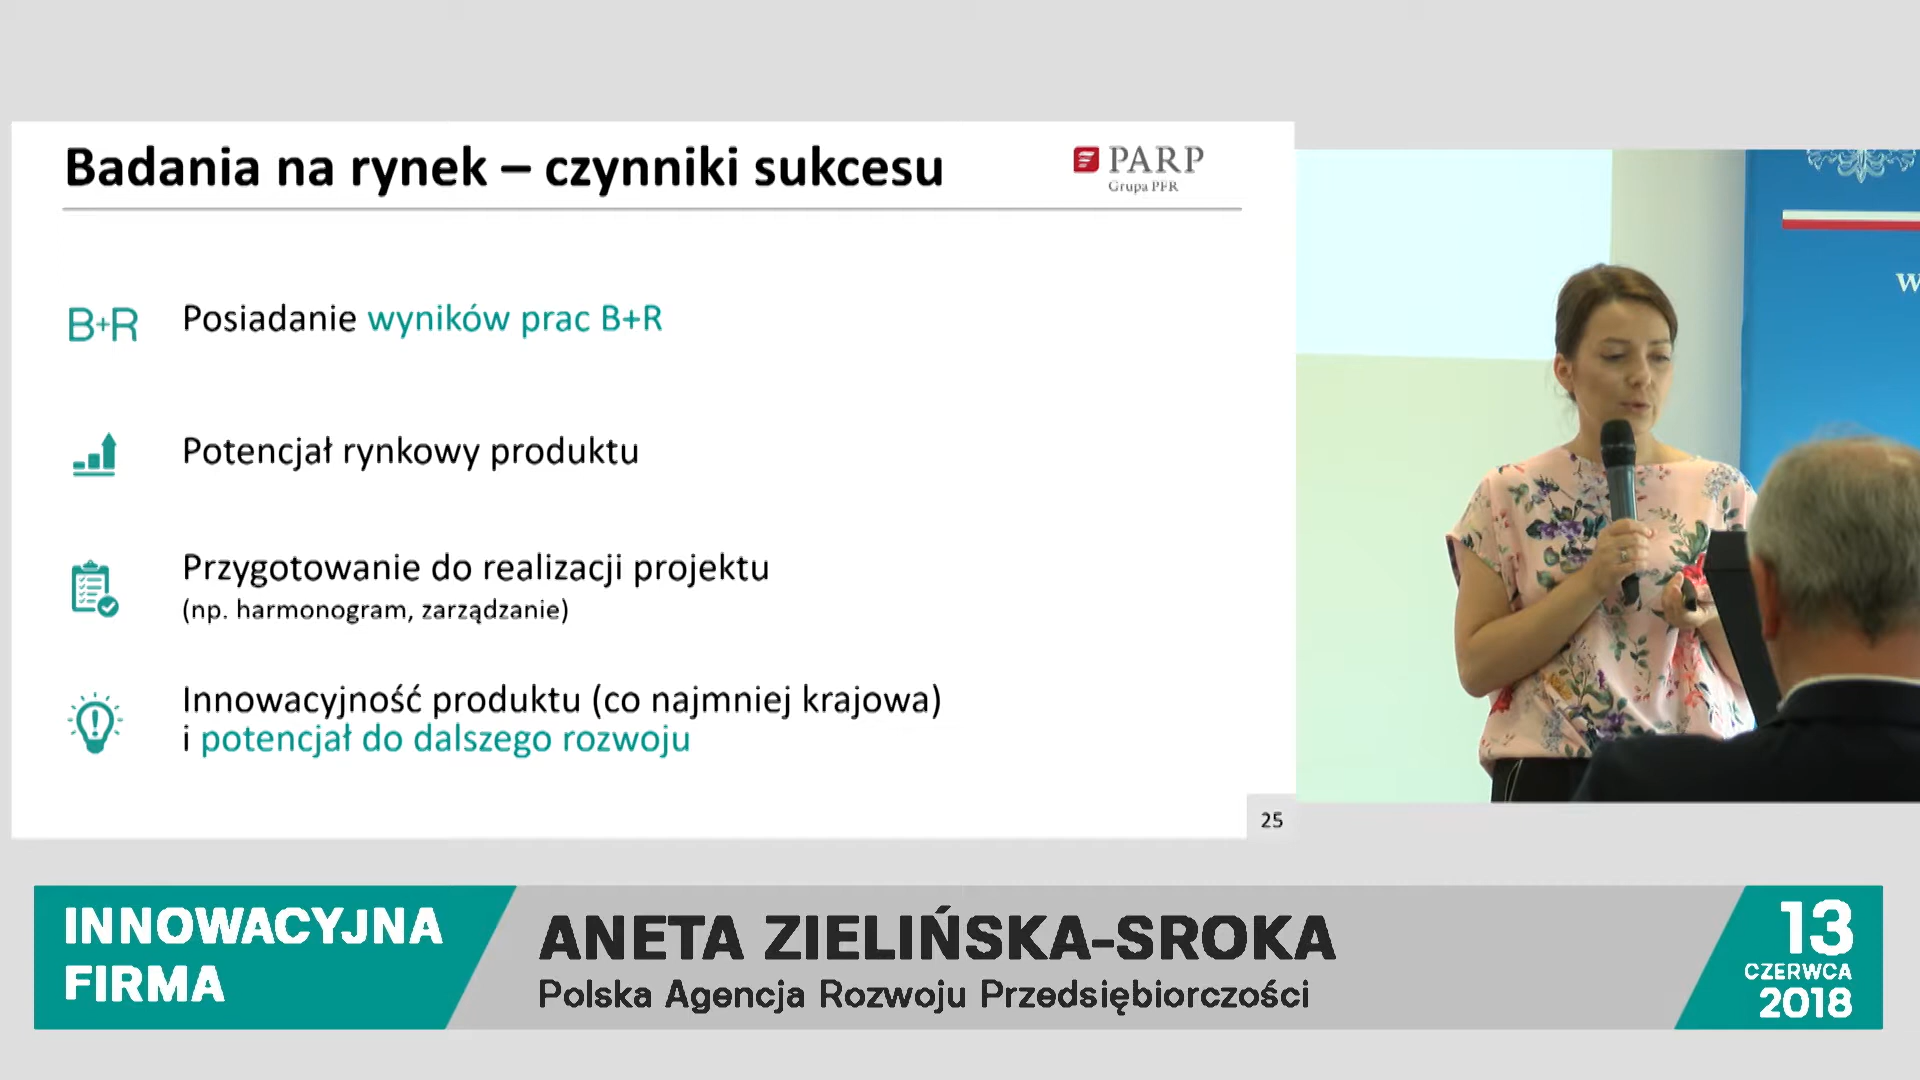 Badania na rynek – czynniki sukcesu
PARP
Grupa PFR
B+R
Posiadanie wyników prac B+R
Potencjał rynkowy produktu
Przygotowanie do realizacji projektu
(np. harmonogram, zarządzanie)
Innowacyjność produktu (co najmniej krajowa)
i potencjał do dalszego rozwoju
25
INNOWACYJNA
FIRMA
ANETA ZIELIŃSKA-SROKA
Polska Agencja Rozwoju Przedsiębiorczości
13
CZERWCA
2018